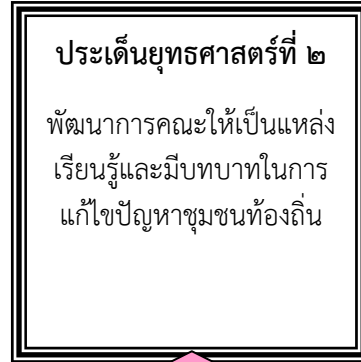 ประเด็นยุทธศาสตร์ที่ ๒
พัฒนาการคณะให้เป็นแหล่ง
เรียนรู้และมีบทบาทในการ
แก้ไขปัญหาชุมชนท้องถิ่น